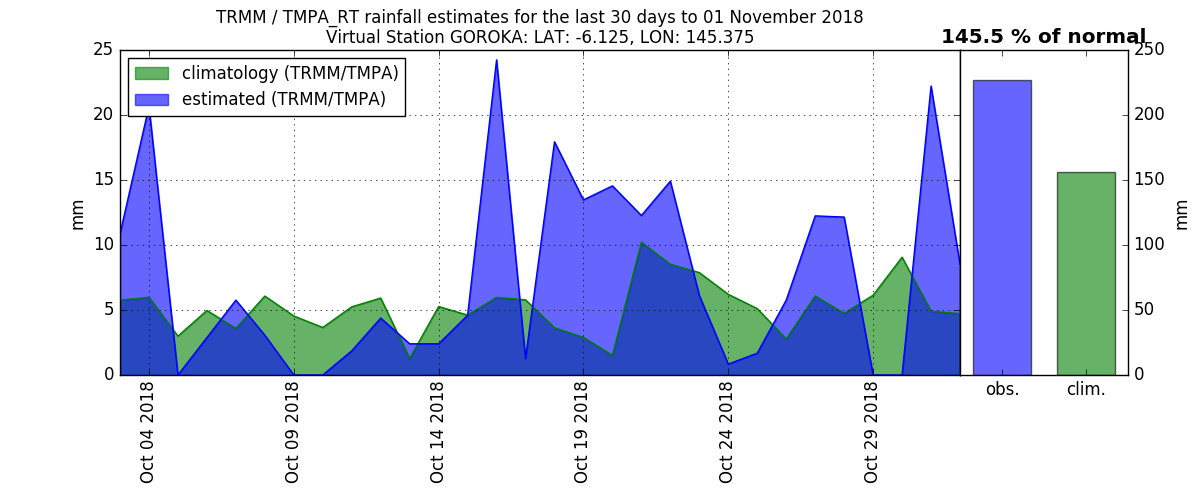 TRMM / TMPA_RT rainfall estimates for the last 30 days to 01 November 2018
Virtual Station GOROKA: LAT: -6.125, LON: 145.375
145.5 % of normal
climatology (TRMM/TMPA)
estimated (TRMM/TMPA)
25
20
15
10
5
0
mm
250
200
150
100
50
0
mm
Oct 04 2018
Oct 09 2018
Oct 14 2018
Oct 19 2018
Oct 24 2018
Oct 29 2018
obs.
clim.